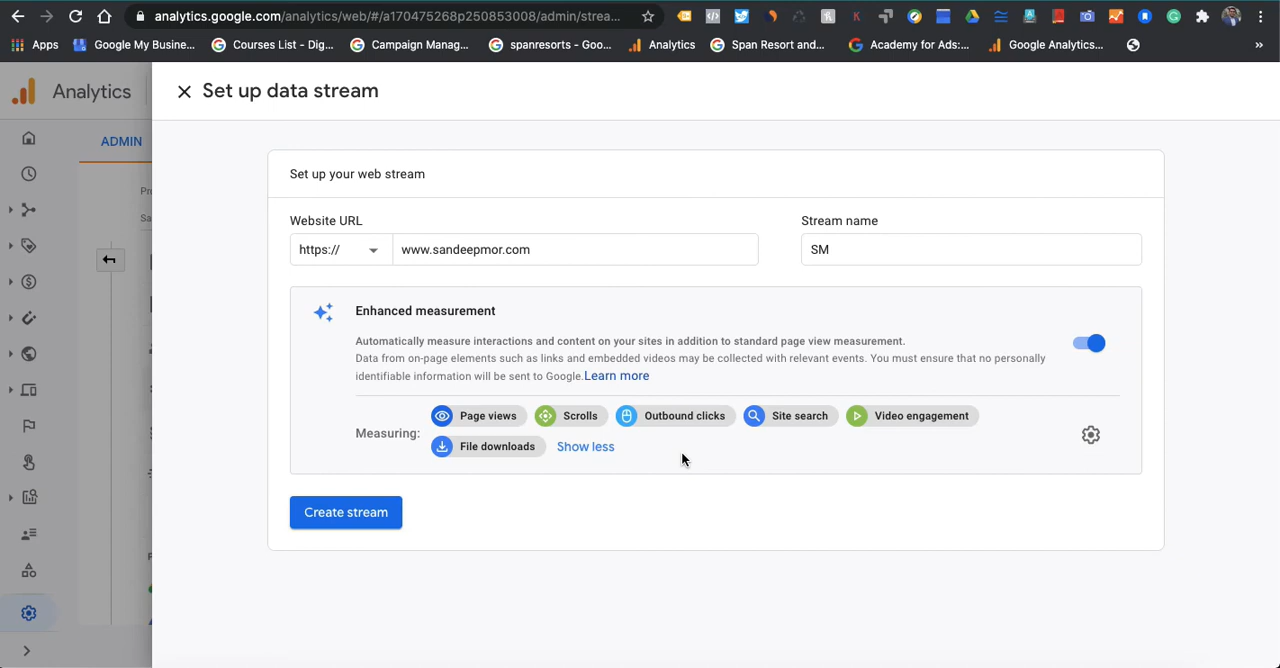 analytics.google.com/analytics/web/#/a170475268p250853008/admin/strea...
Apps Google My Busine... Courses List - Dig... Campaign Manag... spanresorts - Goo... Analytics Span Resort and... Academy for Ads:... Google Analytics... »
Analytics
Set up data stream
ADMIN
Set up your web stream
Pr
Sa
Website URL
Stream name
https://
www.sandeepmor.com
SM
Enhanced measurement
Automatically measure interactions and content on your sites in addition to standard page view measurement.
Data from on-page elements such as links and embedded videos may be collected with relevant events. You must ensure that no personally
identifiable information will be sent to Google. Learn more
Measuring:
Page views Scrolls Outbound clicks Site search Video engagement
File downloads Show less
Create stream